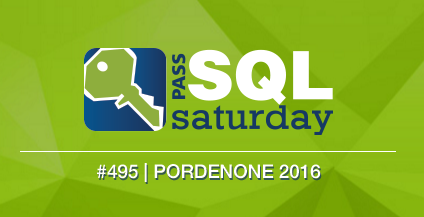 PASS
SQL
saturday
#495 | PORDENONE 2016